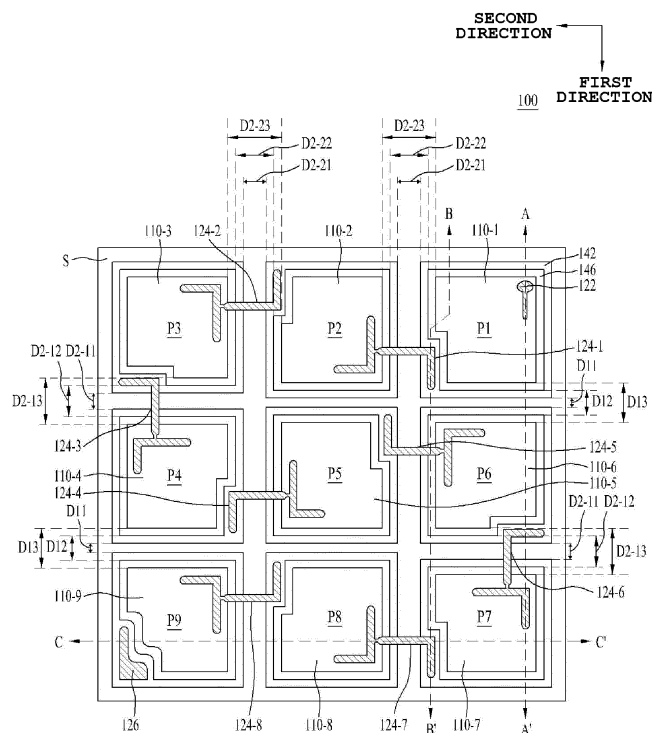 SECOND
DIRECTION
FIRST
DIRECTION
100
D2-23 D2-23
D2-22 D2-22
D2-21 D2-21
110-3 124-2 110-2 B 110-1 A
142
146
122
S
P3 P2 P1
124-1
D2-11
D2-12
D2-13
D11
D12
D13
124-3
124-5
P4 P5 P6
110-4
124-4
110-5
110-6
D11
D12
D13
D2-11
D2-12
D2-13
110-9
124-6
P9 P8 P7
C C'
126 124-8 110-8 124-7 B' 110-7 A'